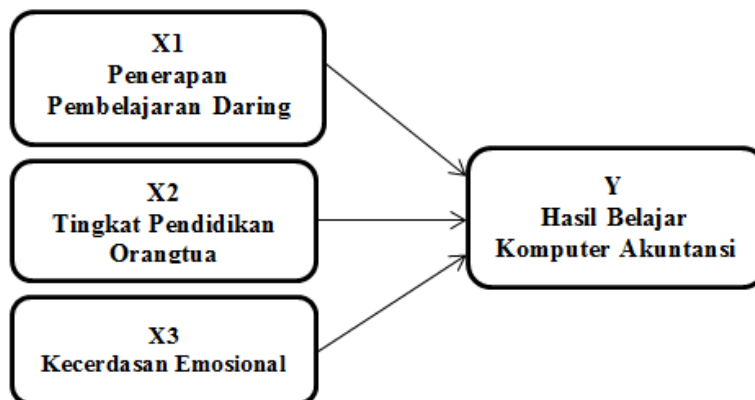 X1
Penerapan
Pembelajaran Daring
X2
Tingkat Pendidikan
Orangtua
X3
Kecerdasan Emosional
Y
Hasil Belajar
Komputer Akuntansi